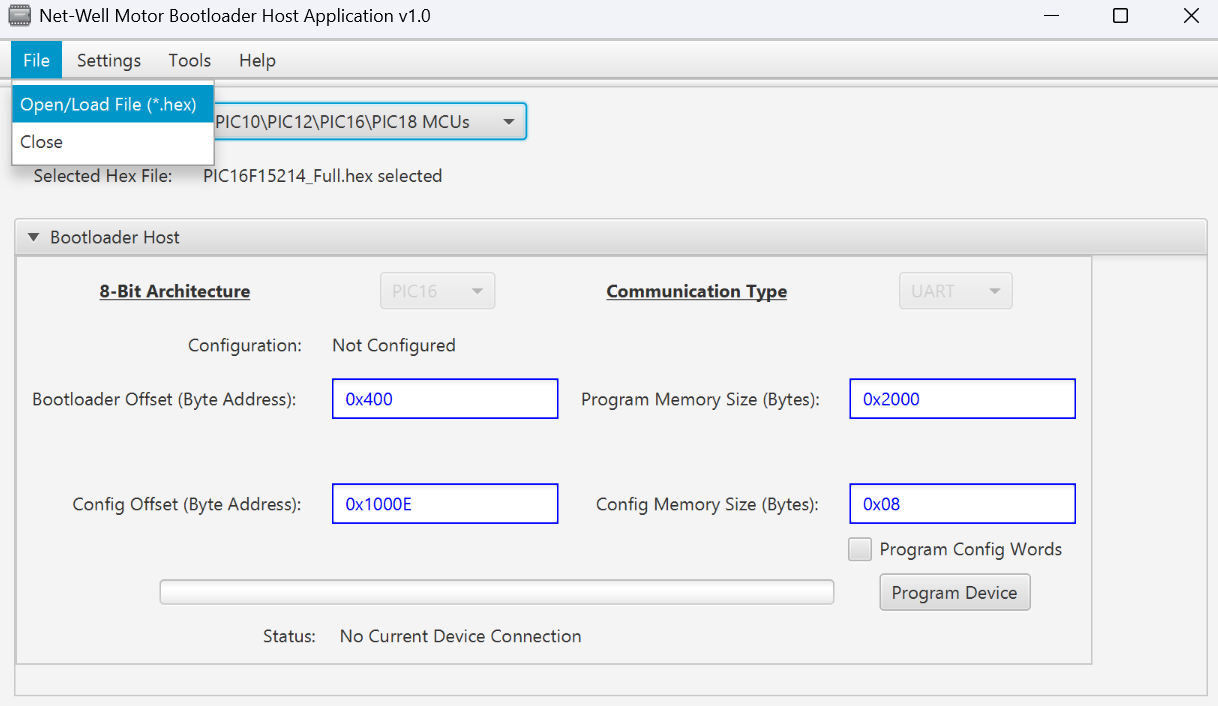 Net-Well Motor Bootloader Host Application v1.0
File Settings Tools Help
Open/Load File (*.hex)
PIC10\PIC12\PIC16\PIC18 MCUs
Close
Selected Hex File: PIC16F15214_Full.hex selected
Bootloader Host
8-Bit Architecture PIC16 Communication Type UART
Configuration: Not Configured
Bootloader Offset (Byte Address): 0x400 Program Memory Size (Bytes): 0x2000
Config Offset (Byte Address): 0x1000E Config Memory Size (Bytes): 0x08
Program Config Words
Program Device
Status: No Current Device Connection